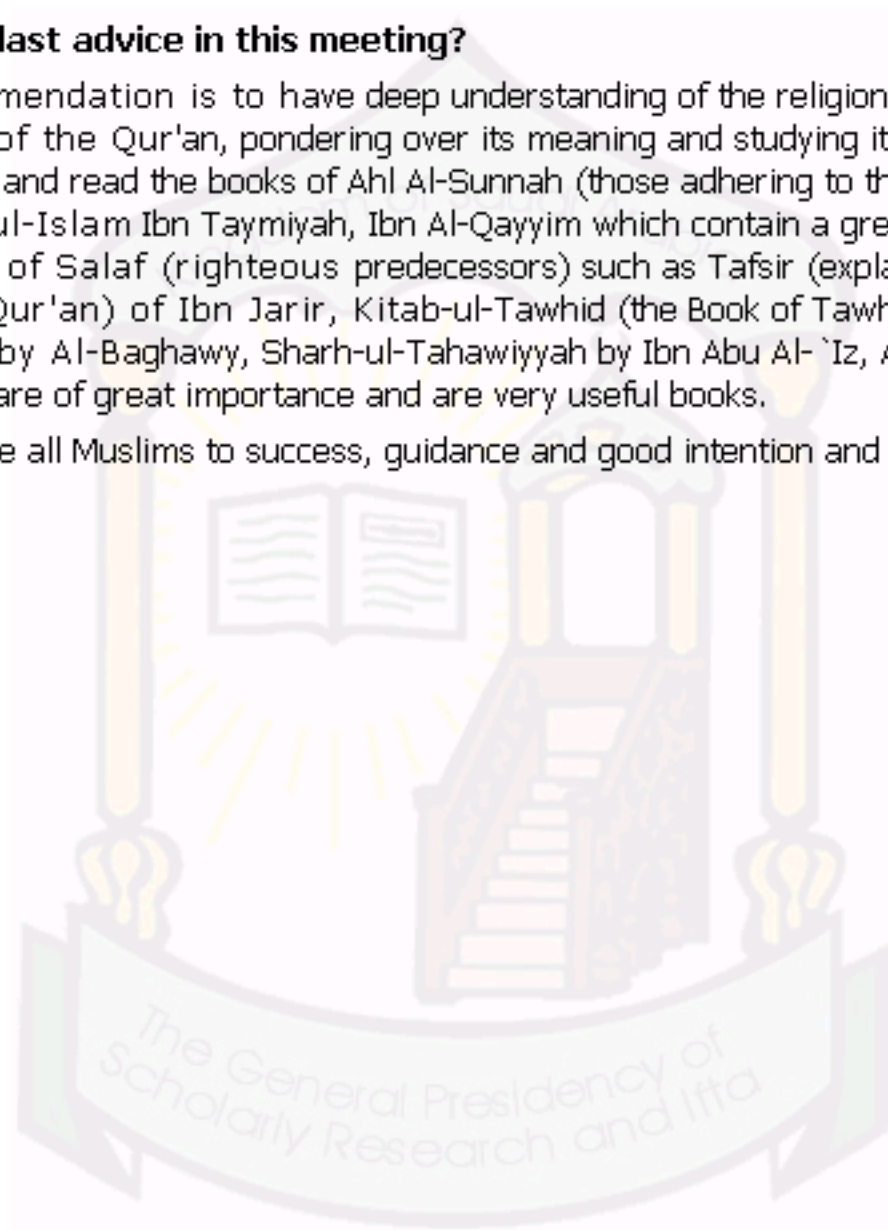 last advice in this meeting?
mendation is to have deep understanding of the religion
of the Qur'an, pondering over its meaning and studying it
and read the books of Ahl Al-Sunnah (those adhering to th
ul-Islam Ibn Taymiyah, Ibn Al-Qayyim which contain a gre
of Salaf (righteous predecessors) such as Tafsir (expla
Qur'an) of Ibn Jarir, Kitab-ul-Tawhid (the Book of Tawh
by Al-Baghawy, Sharh-ul-Tahawiyyah by Ibn Abu Al-`Iz, A
are of great importance and are very useful books.
e all Muslims to success, guidance and good intention and
Kingdom of Saudi Arabia
The General Presidency of
Scholarly Research and Ifta